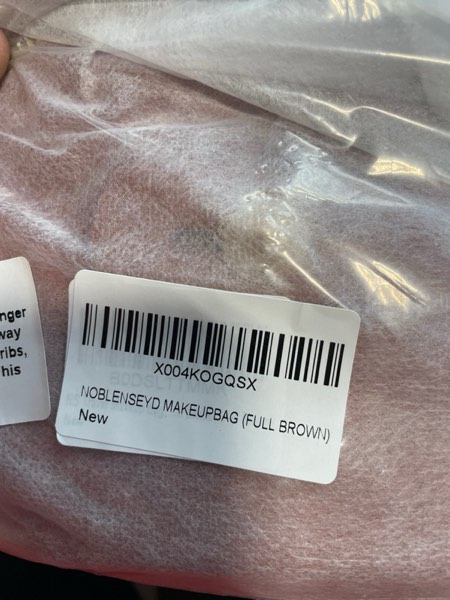 nger
way
ribs,
his
X004KOGQSX
NOBLENSEYD MAKEUPBAG (FULL BROWN)
New